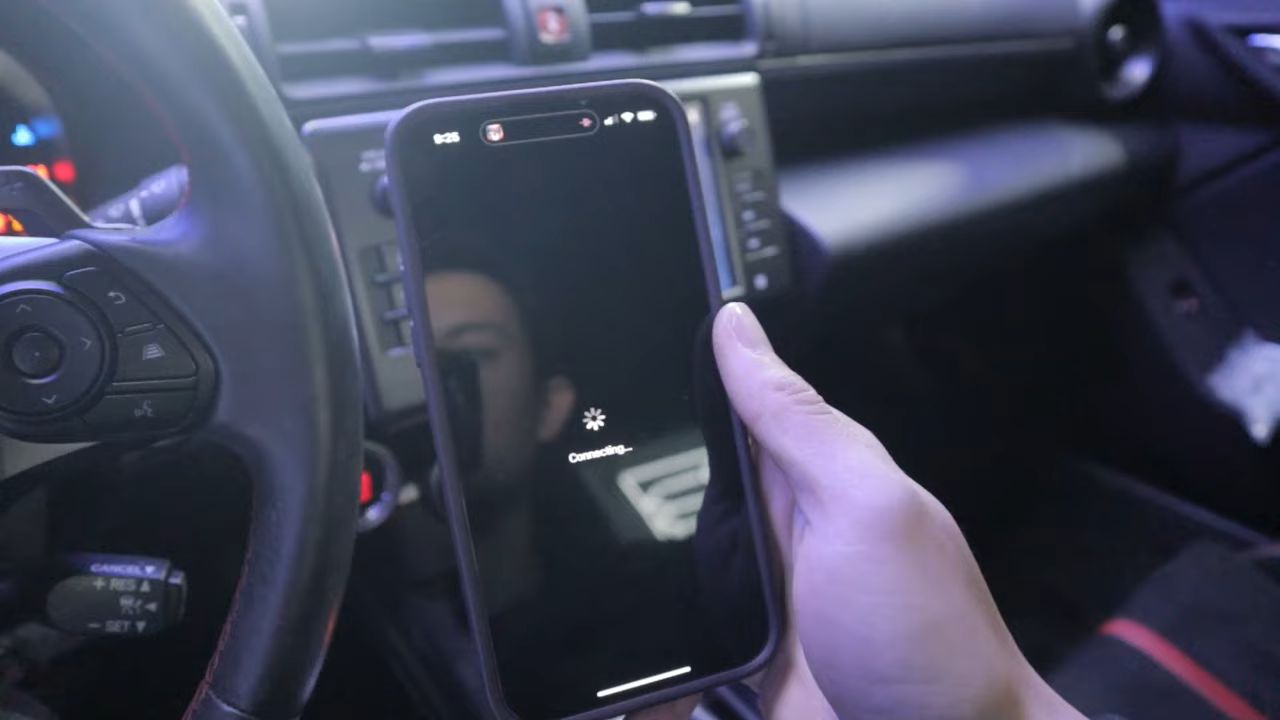 9:25
Connecting...
CANCEL▼
+ RES ▲
− SET ▼